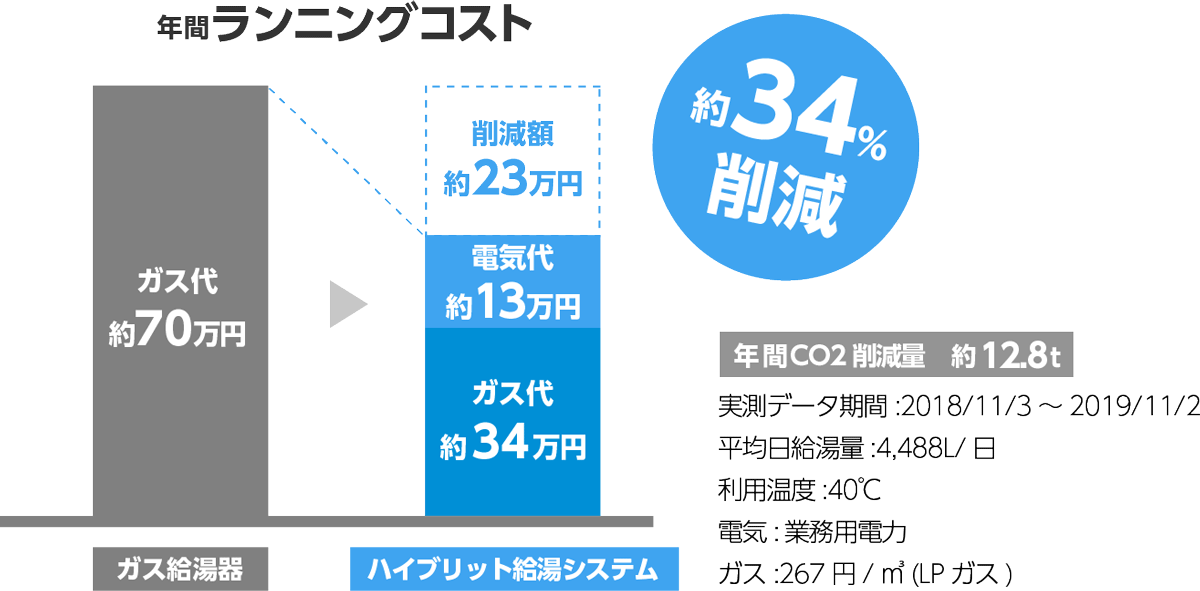 年間ランニングコスト
約34%
削減
削減額
約23万円
電気代
約13万円
ガス代
約70万円
ガス代
約34万円
ガス給湯器
ハイブリット給湯システム
年間CO2削減量 約12.8t
実測データ期間:2018/11/3～2019/11/2
平均日給湯量:4,488L/日
利用温度:40℃
電気:業務用電力
ガス:267円/㎥(LPガス)